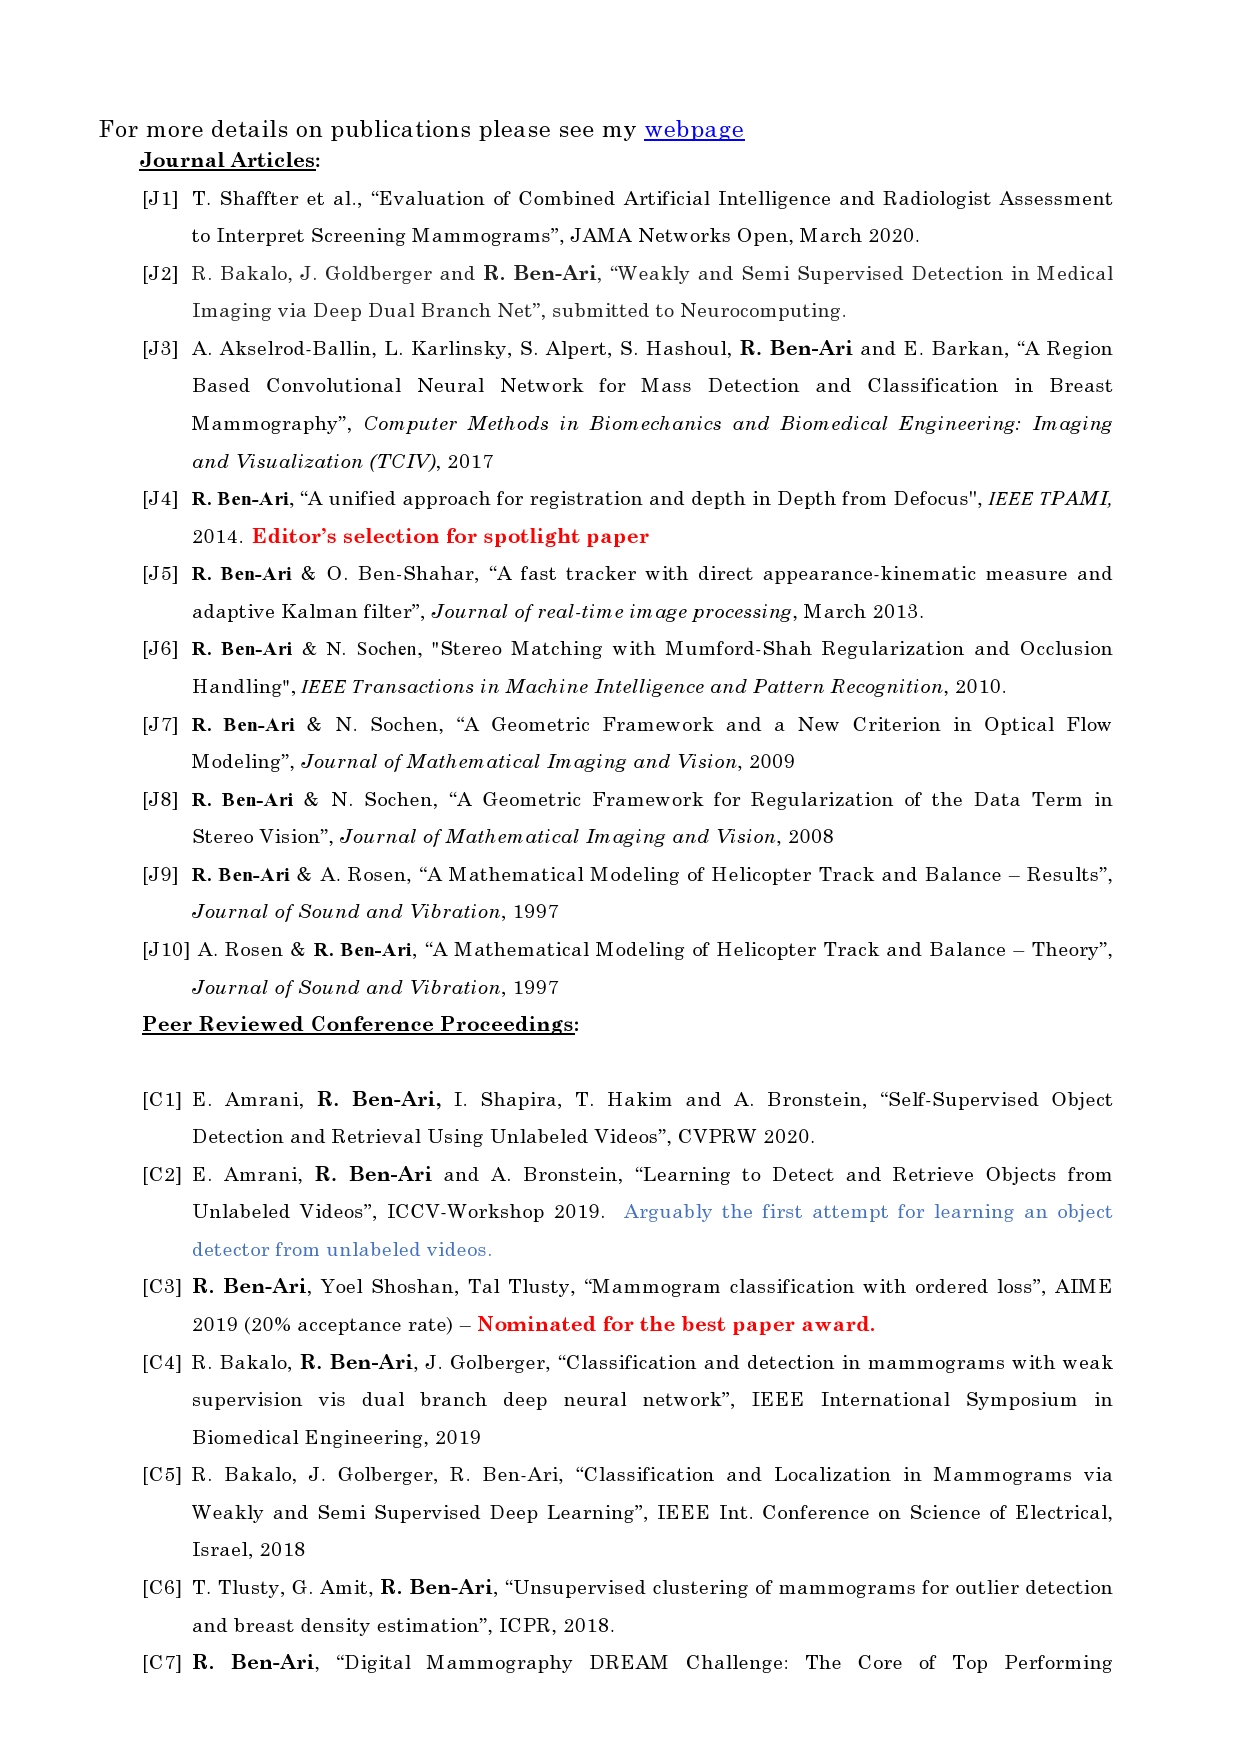 For more details on publications please see my webpage
Journal Articles:
[J1] T. Shaffter et al., “Evaluation of Combined Artificial Intelligence and Radiologist Assessment
to Interpret Screening Mammograms”, JAMA Networks Open, March 2020.
[J2] R. Bakalo, J. Goldberger and R. Ben-Ari, “Weakly and Semi Supervised Detection in Medical
Imaging via Deep Dual Branch Net”, submitted to Neurocomputing.
[J3] A. Akselrod-Ballin, L. Karlinsky, S. Alpert, S. Hashoul, R. Ben-Ari and E. Barkan, “A Region
Based Convolutional Neural Network for Mass Detection and Classification in Breast
Mammography”, Computer Methods in Biomechanics and Biomedical Engineering: Imaging
and Visualization (TCIV), 2017
[J4] R. Ben-Ari, “A unified approach for registration and depth in Depth from Defocus", IEEE TPAMI,
2014. Editor’s selection for spotlight paper
[J5] R. Ben-Ari & O. Ben-Shahar, “A fast tracker with direct appearance-kinematic measure and
adaptive Kalman filter”, Journal of real-time image processing, March 2013.
[J6] R. Ben-Ari & N. Sochen, "Stereo Matching with Mumford-Shah Regularization and Occlusion
Handling", IEEE Transactions in Machine Intelligence and Pattern Recognition, 2010.
[J7] R. Ben-Ari & N. Sochen, “A Geometric Framework and a New Criterion in Optical Flow
Modeling”, Journal of Mathematical Imaging and Vision, 2009
[J8] R. Ben-Ari & N. Sochen, “A Geometric Framework for Regularization of the Data Term in
Stereo Vision”, Journal of Mathematical Imaging and Vision, 2008
[J9] R. Ben-Ari & A. Rosen, “A Mathematical Modeling of Helicopter Track and Balance – Results”,
Journal of Sound and Vibration, 1997
[J10] A. Rosen & R. Ben-Ari, “A Mathematical Modeling of Helicopter Track and Balance – Theory”,
Journal of Sound and Vibration, 1997
Peer Reviewed Conference Proceedings:
[C1] E. Amrani, R. Ben-Ari, I. Shapira, T. Hakim and A. Bronstein, “Self-Supervised Object
Detection and Retrieval Using Unlabeled Videos”, CVPRW 2020.
[C2] E. Amrani, R. Ben-Ari and A. Bronstein, “Learning to Detect and Retrieve Objects from
Unlabeled Videos”, ICCV-Workshop 2019. Arguably the first attempt for learning an object
detector from unlabeled videos.
[C3] R. Ben-Ari, Yoel Shoshan, Tal Tlusty, “Mammogram classification with ordered loss”, AIME
2019 (20% acceptance rate) – Nominated for the best paper award.
[C4] R. Bakalo, R. Ben-Ari, J. Golberger, “Classification and detection in mammograms with weak
supervision vis dual branch deep neural network”, IEEE International Symposium in
Biomedical Engineering, 2019
[C5] R. Bakalo, J. Golberger, R. Ben-Ari, “Classification and Localization in Mammograms via
Weakly and Semi Supervised Deep Learning”, IEEE Int. Conference on Science of Electrical,
Israel, 2018
[C6] T. Tlusty, G. Amit, R. Ben-Ari, “Unsupervised clustering of mammograms for outlier detection
and breast density estimation”, ICPR, 2018.
[C7] R. Ben-Ari, “Digital Mammography DREAM Challenge: The Core of Top Performing